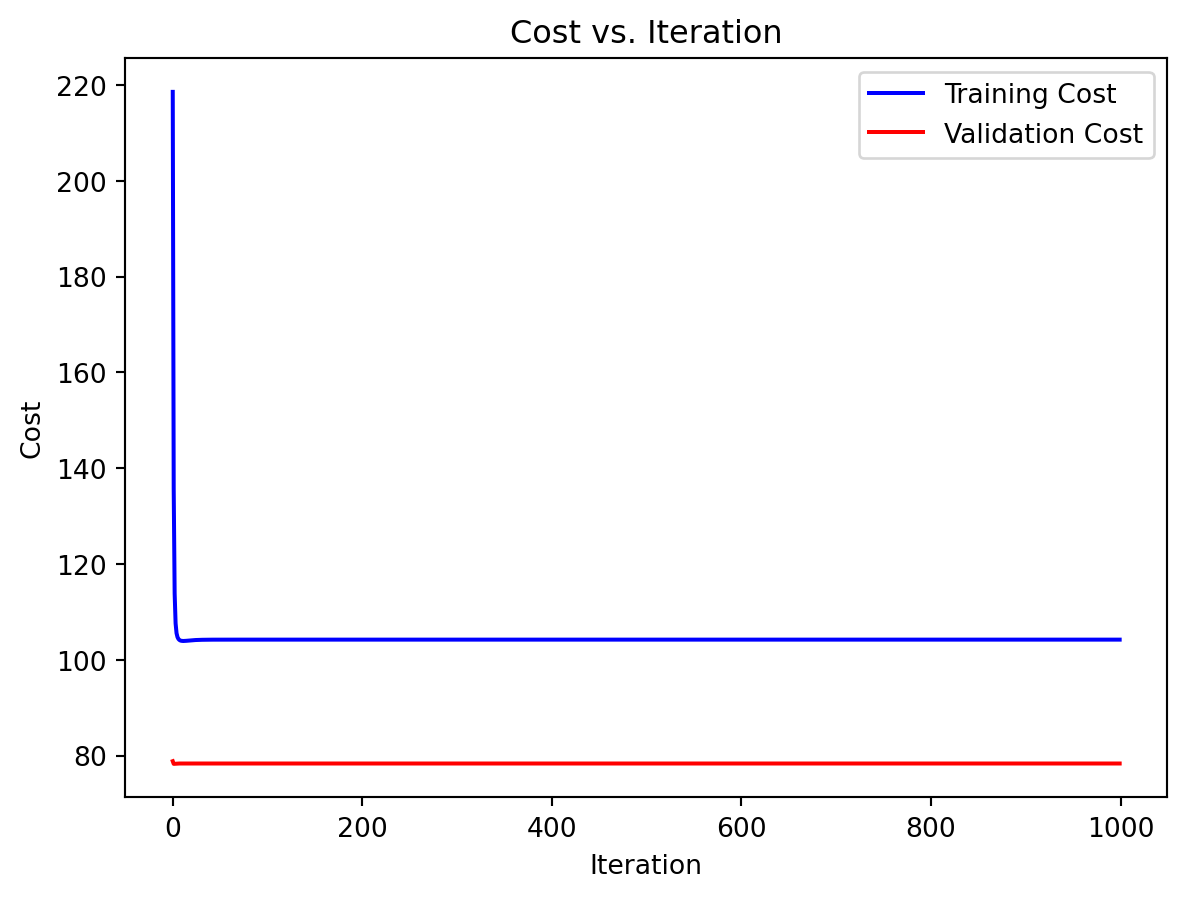 Cost vs. Iteration
Training Cost
Validation Cost
220
200
180
160
140
120
100
80
Cost
0 200 400 600 800 1000
Iteration